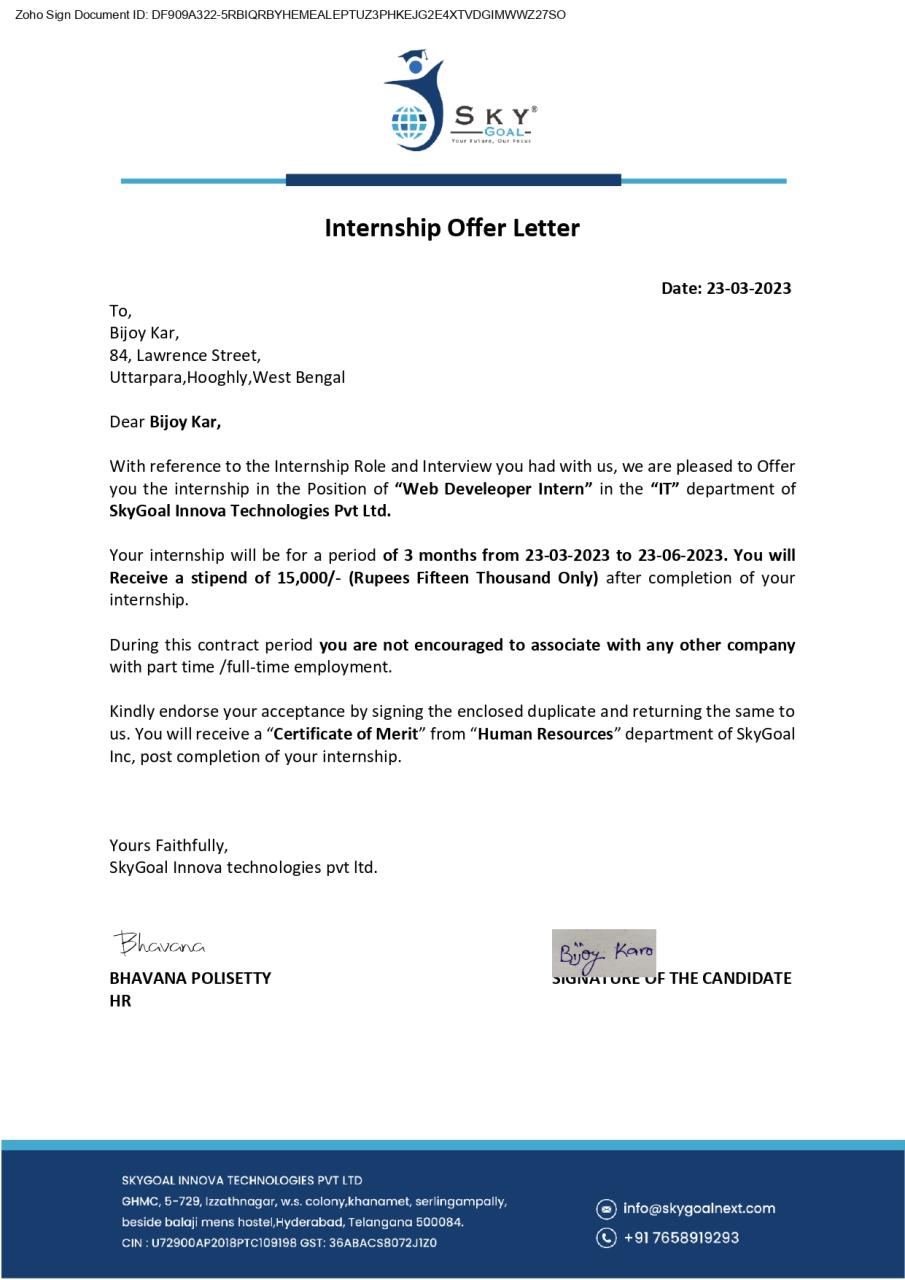 Zoho Sign Document ID: DF909A322-5RBIQRBYHEMEALEPTUZ3PHKEJG2E4XTVDGIMWWZ27SO
SKY®
GOAL
Your Future, Our Focus
Internship Offer Letter
Date: 23-03-2023
To,
Bijoy Kar,
84, Lawrence Street,
Uttarpara,Hooghly,West Bengal
Dear Bijoy Kar,
With reference to the Internship Role and Interview you had with us, we are pleased to Offer
you the internship in the Position of “Web Develeoper Intern” in the “IT” department of
SkyGoal Innova Technologies Pvt Ltd.
Your internship will be for a period of 3 months from 23-03-2023 to 23-06-2023. You will
Receive a stipend of 15,000/- (Rupees Fifteen Thousand Only) after completion of your
internship.
During this contract period you are not encouraged to associate with any other company
with part time /full-time employment.
Kindly endorse your acceptance by signing the enclosed duplicate and returning the same to
us. You will receive a “Certificate of Merit” from “Human Resources” department of SkyGoal
Inc, post completion of your internship.
Yours Faithfully,
SkyGoal Innova technologies pvt ltd.
Bhavana
Bijoy Karo
BHAVANA POLISETTY
SIGNATURE OF THE CANDIDATE
HR
SKYGOAL INNOVA TECHNOLOGIES PVT LTD
GHMC, 5-729, Izzathnagar, w.s. colony,khanamet, serlingampally,
beside balaji mens hostel,Hyderabad, Telangana 500084.
CIN : U72900AP2018PTC109198 GST: 36ABACS8072J1Z0
info@skygoalnext.com
+91 7658919293